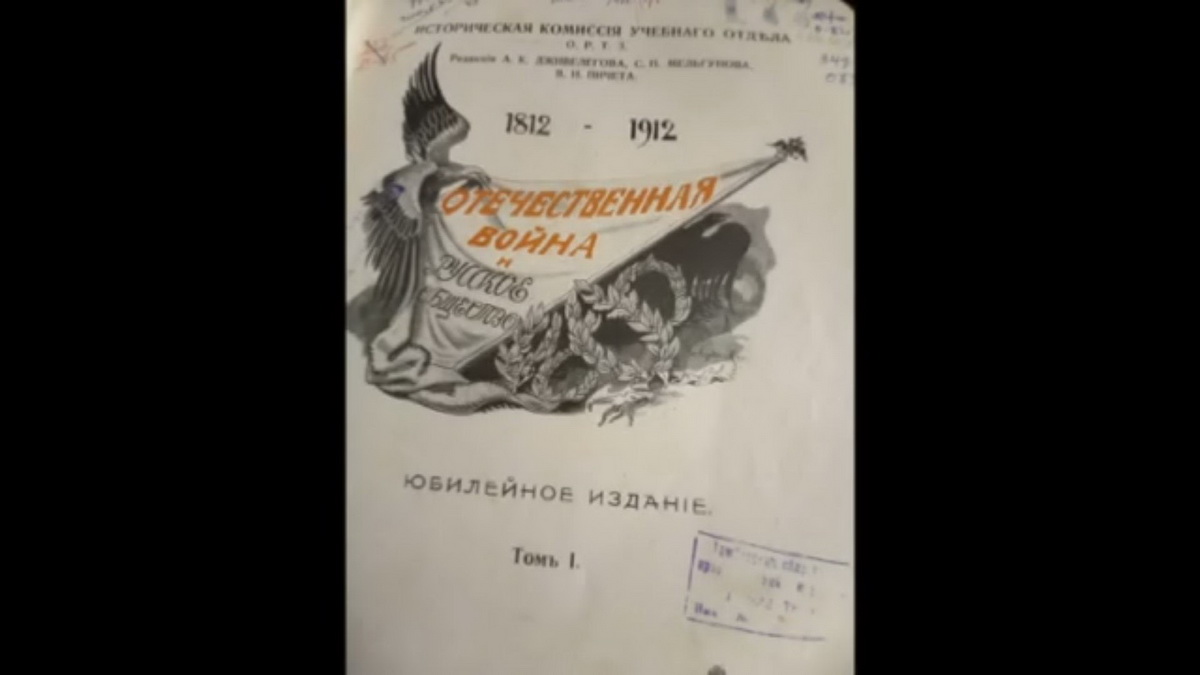 ИСТОРИЧЕСКАЯ КОМИССІЯ УЧЕБНАГО ОТДѢЛА
О. Р. Т. З.
Редакція А. К. ДЖИВЕЛЕГОВА, С. П. МЕЛЬГУНОВА,
В. И. ПИЧЕТА.
1812 - 1912
ОТЕЧЕСТВЕННАЯ
ВОЙНА
и
РУССКОЕ
ОБЩЕСТВО
ЮБИЛЕЙНОЕ ИЗДАНІЕ.
Томъ I.